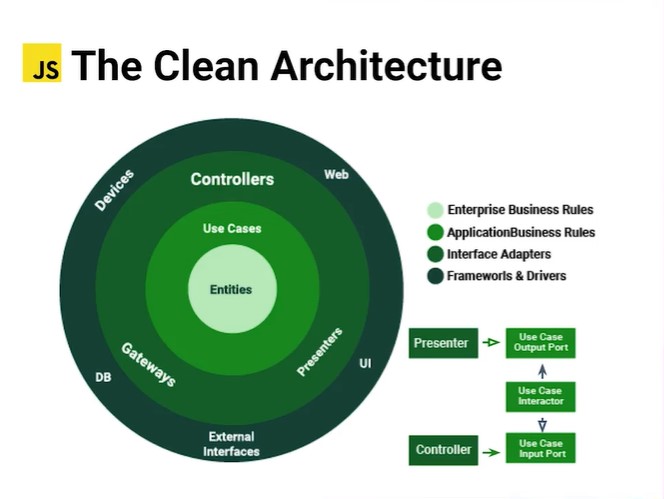 JS The Clean Architecture
Devices
Controllers
Web
Use Cases
Entities
Gateways
Presenters
DB
UI
External
Interfaces
Enterprise Business Rules
ApplicationBusiness Rules
Interface Adapters
Frameworls & Drivers
Presenter
Use Case
Output Port
Use Case
Interactor
Controller
Use Case
Input Port